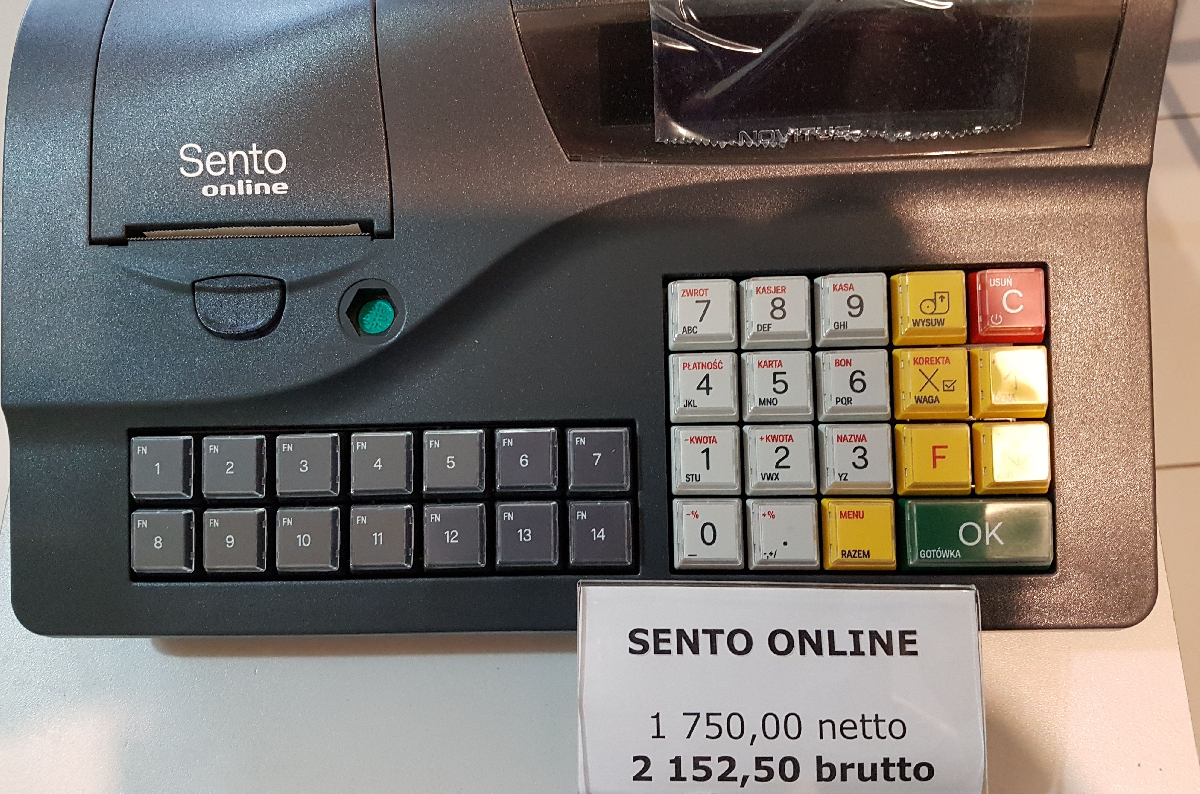 NOVITUS
Sento
online
ZWROT
7
ABC
KASJER
8
DEF
KASA
9
GHI
WYSUW
USUŃ
C
PŁATNOŚĆ
4
JKL
KARTA
5
MNO
BON
6
PQR
KOREKTA
WAGA
-KWOTA
1
STU
+KWOTA
2
VWX
NAZWA
3
YZ
F
-%
0
_
+%
.
-,+/
MENU
RAZEM
OK
GOTÓWKA
FN
1
FN
2
FN
3
FN
4
FN
5
FN
6
FN
7
FN
8
FN
9
FN
10
FN
11
FN
12
FN
13
FN
14
SENTO ONLINE
1 750,00 netto
2 152,50 brutto